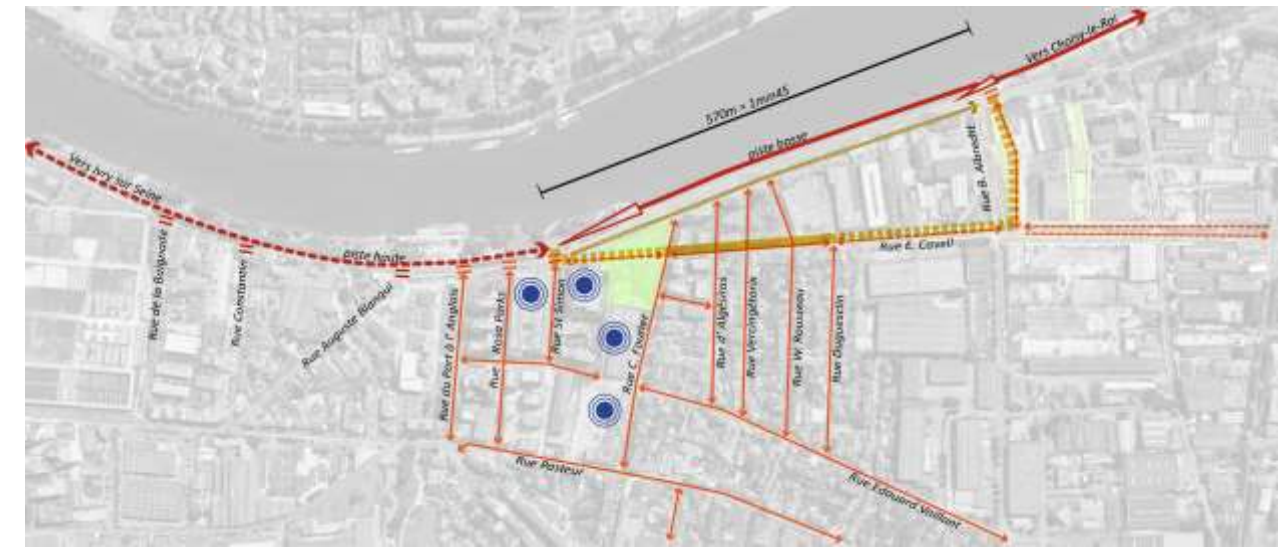 Vers Choisy-le-Roi
570m = 1mn45
piste basse
Vers Ivry sur Seine
piste haute
Rue B. Albrecht
Rue E. Cavell
Rue de la Baignade
Rue Constantin
Rue Auguste Blanqui
Rue du Port à l' Anglais
Rue Rosa Parks
Rue St Simon
Rue C. Fourier
Rue d' Algésiras
Rue Vercingétorix
Rue W. Rousseau
Rue Duguesclin
Rue Pasteur
Rue Edouard Vaillant